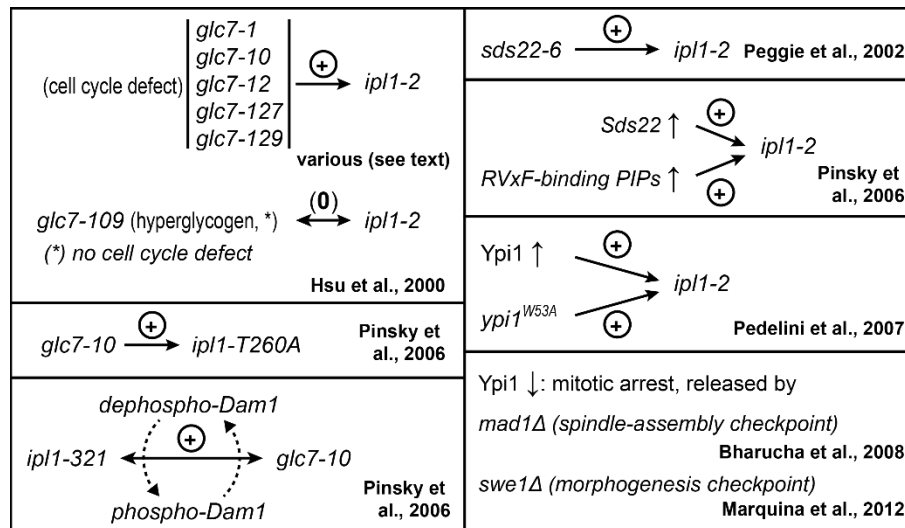 glc7-1
glc7-10
(cell cycle defect) glc7-12 + ipl1-2
glc7-127
glc7-129
various (see text)
(0)
glc7-109 (hyperglycogen, *) ipl1-2
(*) no cell cycle defect
Hsu et al., 2000
+
glc7-10 ipl1-T260A
Pinsky et
al., 2006
dephospho-Dam1
+
ipl1-321 glc7-10
phospho-Dam1
Pinsky et
al., 2006
+
sds22-6 ipl1-2
Peggie et al., 2002
+
Sds22 ↑
ipl1-2
RVxF-binding PIPs ↑
+
Pinsky et
al., 2006
+
Ypi1 ↑
ipl1-2
ypi1W53A
+
Pedelini et al., 2007
Ypi1 ↓: mitotic arrest, released by
mad1Δ (spindle-assembly checkpoint)
Bharucha et al., 2008
swe1Δ (morphogenesis checkpoint)
Marquina et al., 2012